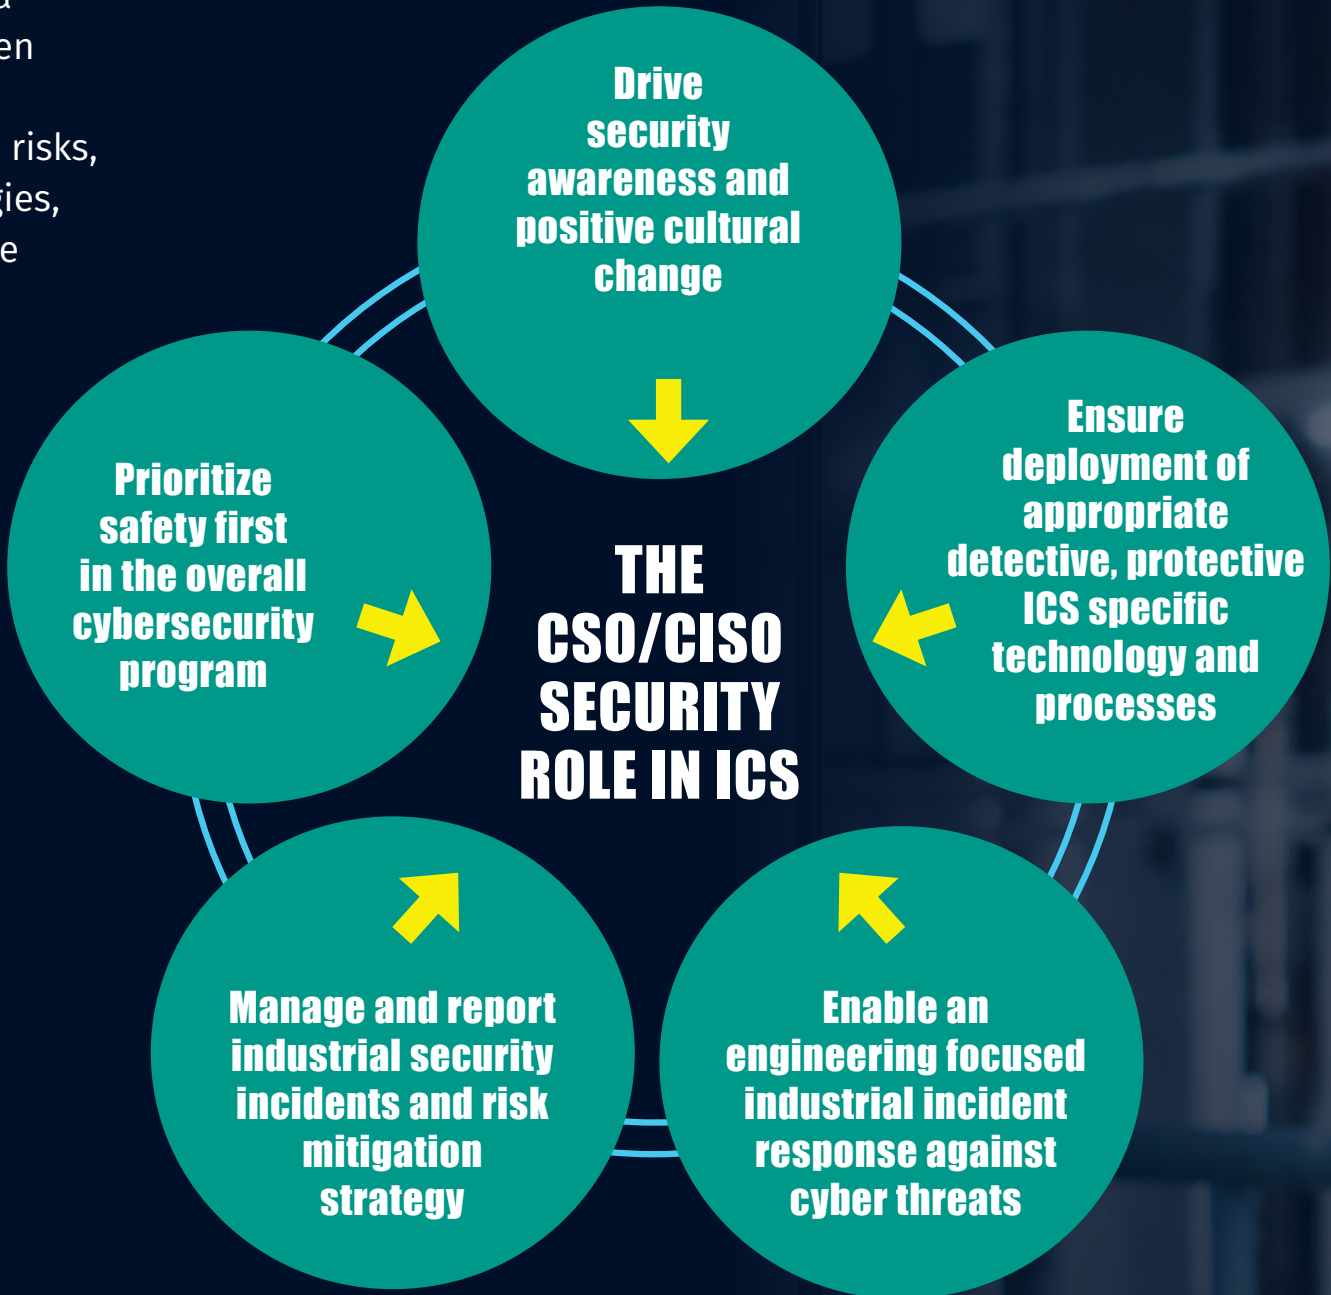 en
risks,
e
Drive
security
awareness and
positive cultural
change
Ensure
deployment of
appropriate
detective, protective
ICS specific
technology and
processes
Enable an
engineering focused
industrial incident
response against
cyber threats
Manage and report
industrial security
incidents and risk
mitigation
strategy
Prioritize
safety first
in the overall
cybersecurity
program
THE
CSO/CISO
SECURITY
ROLE IN ICS